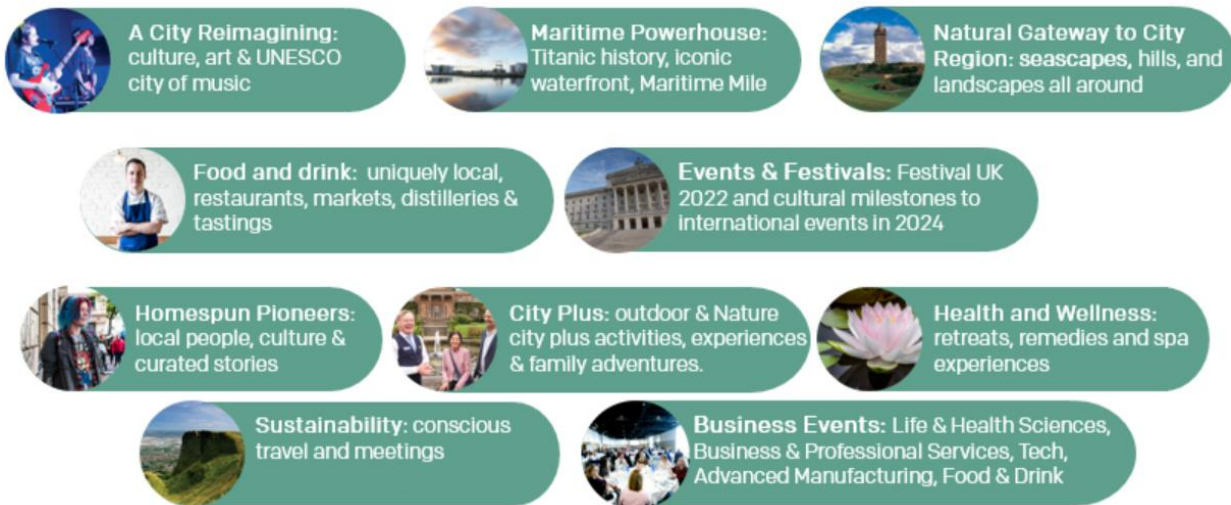 A City Reimagining:
culture, art & UNESCO
city of music
Maritime Powerhouse:
Titanic history, iconic
waterfront, Maritime Mile
Natural Gateway to City
Region: seascapes, hills, and
landscapes all around
Food and drink: uniquely local,
restaurants, markets, distilleries &
tastings
Events & Festivals: Festival UK
2022 and cultural milestones to
international events in 2024
Homespun Pioneers:
local people, culture &
curated stories
City Plus: outdoor & Nature
city plus activities, experiences
& family adventures.
Health and Wellness:
retreats, remedies and spa
experiences
Sustainability: conscious
travel and meetings
Business Events: Life & Health Sciences,
Business & Professional Services, Tech,
Advanced Manufacturing, Food & Drink